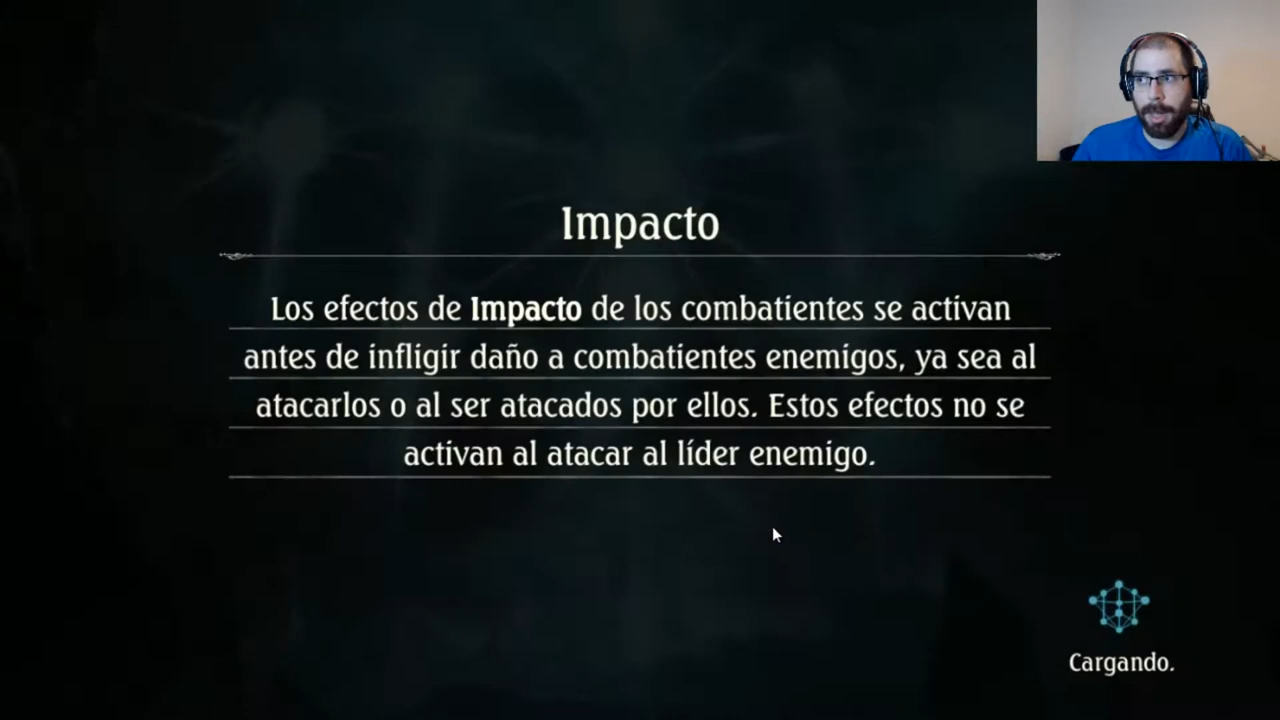 Impacto
Los efectos de Impacto de los combatientes se activan
antes de infligir daño a combatientes enemigos, ya sea al
atacarlos o al ser atacados por ellos. Estos efectos no se
activan al atacar al líder enemigo.
Cargando.